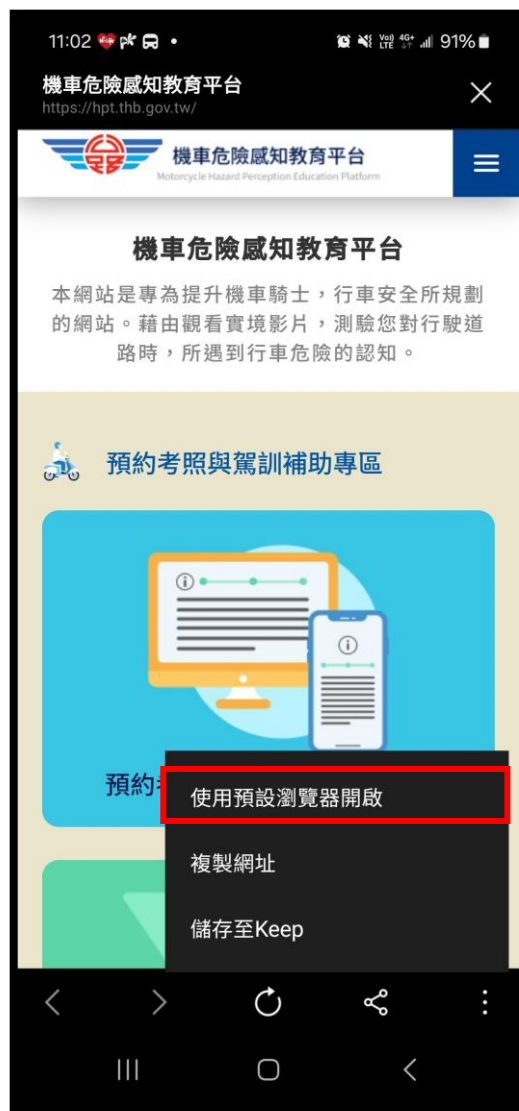 11:02
Vo)) 4G+
LTE
91%
機車危險感知教育平台
https://hpt.thb.gov.tw/
機車危險感知教育平台
Motorcycle Hazard Perception Education Platform
機車危險感知教育平台
本網站是專為提升機車騎士，行車安全所規劃
的網站。藉由觀看實境影片，測驗您對行駛道
路時，所遇到行車危險的認知。
預約考照與駕訓補助專區
預約
使用預設瀏覽器開啟
複製網址
儲存至Keep